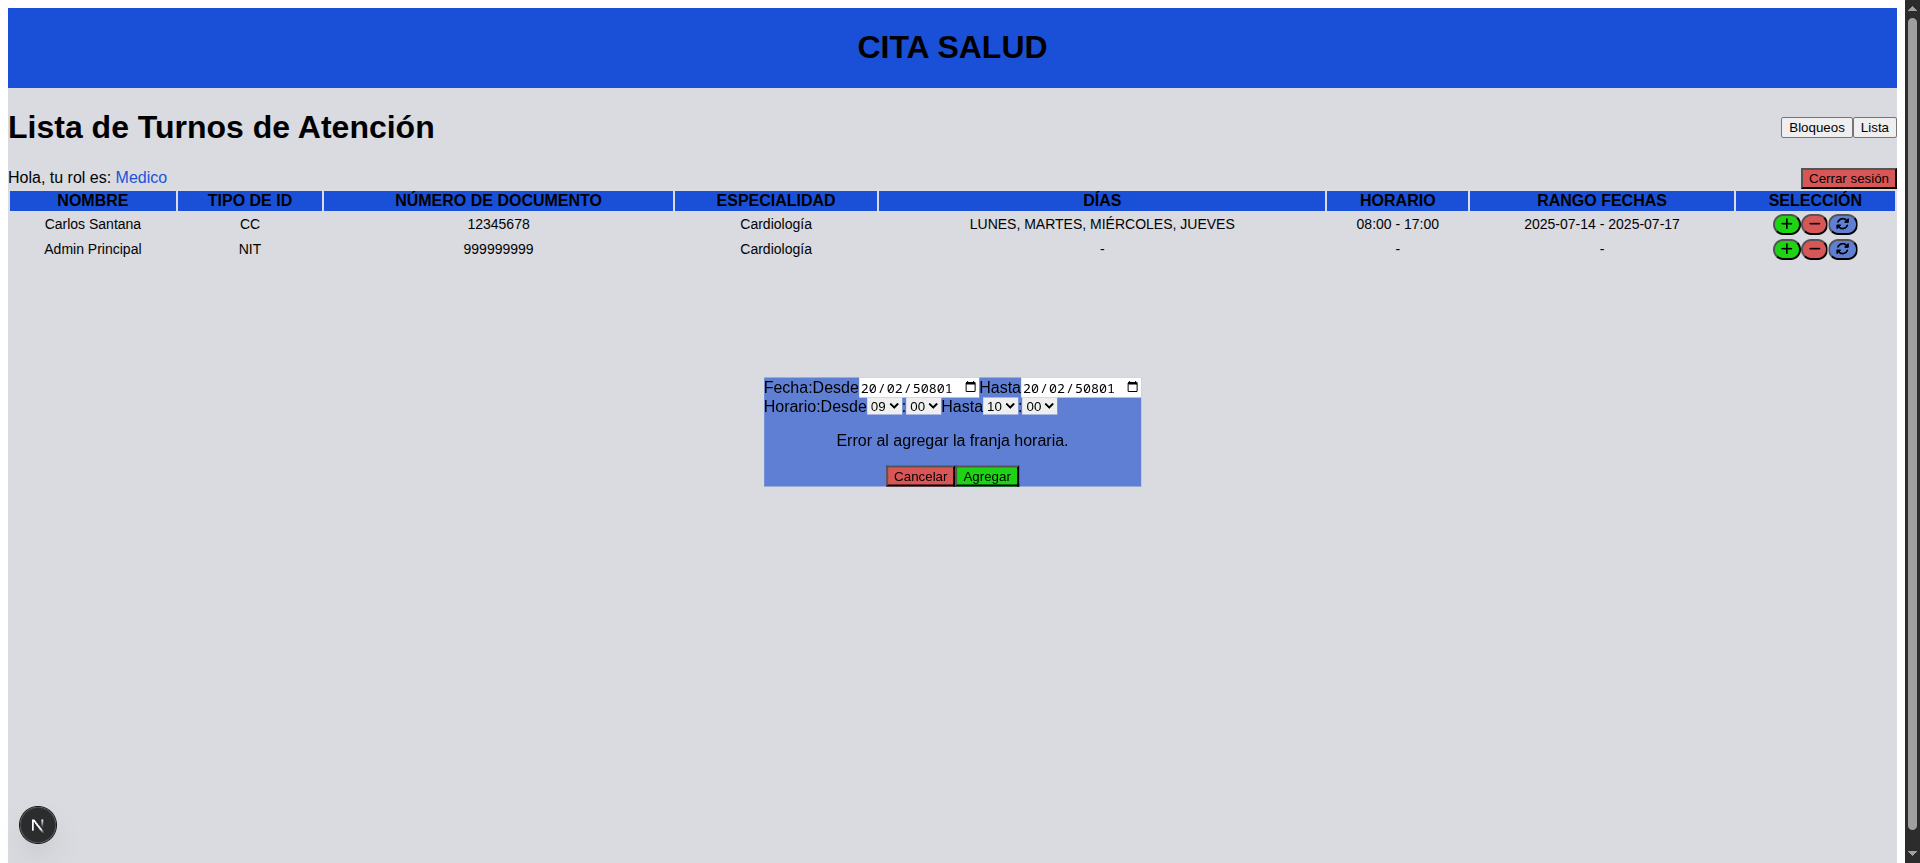 CITA SALUD
Lista de Turnos de Atención
Bloqueos Lista
Hola, tu rol es: Medico
Cerrar sesión
NOMBRE TIPO DE ID NÚMERO DE DOCUMENTO ESPECIALIDAD DÍAS HORARIO RANGO FECHAS SELECCIÓN
Carlos Santana CC 12345678 Cardiología LUNES, MARTES, MIÉRCOLES, JUEVES 08:00 - 17:00 2025-07-14 - 2025-07-17
Admin Principal NIT 999999999 Cardiología - - -
Fecha:Desde 20/02/50801 Hasta 20/02/50801
Horario:Desde 09 : 00 Hasta 10 : 00
Error al agregar la franja horaria.
Cancelar Agregar
N